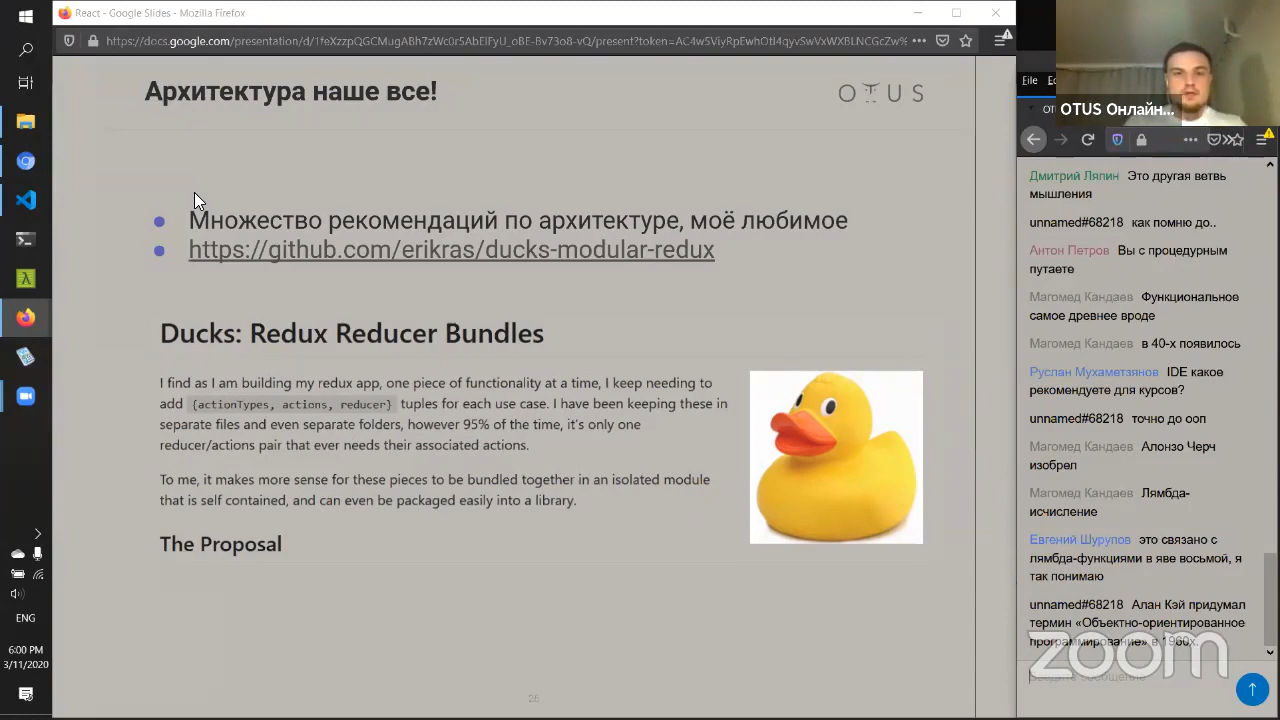 React - Google Slides - Mozilla Firefox
Архитектура наше все!
OTUS
Множество рекомендаций по архитектуре, моё любимое
https://github.com/erikras/ducks-modular-redux
Ducks: Redux Reducer Bundles
I find as I am building my redux app, one piece of functionality at a time, I keep needing to
add {actionTypes, actions, reducer} tuples for each use case. I have been keeping these in
separate files and even separate folders, however 95% of the time, it's only one
reducer/actions pair that ever needs their associated actions.
To me, it makes more sense for these pieces to be bundled together in an isolated module
that is self contained, and can even be packaged easily into a library.
The Proposal
26
ENG
6:00 PM
3/11/2020
File
OTUS Онлайн...
Дмитрий Ляпин Это другая ветвь
мышления
unnamed#68218 как помню до..
Антон Петров Вы с процедурным
путаете
Магомед Кандаев Функциональное
самое древнее вроде
Магомед Кандаев в 40-х появилось
Руслан Мухаметзянов IDE какое
рекомендуете для курсов?
unnamed#68218 точно до ооп
Магомед Кандаев Алонзо Черч
изобрел
Магомед Кандаев Лямбда-
исчисление
Евгений Шурупов это связано с
лямбда-функциями в яве восьмой, я
так понимаю
unnamed#68218 Алан Кэй придумал
термин «Объектно-ориентированное
программирование» в 1960х.
Введите сообщение
zoom